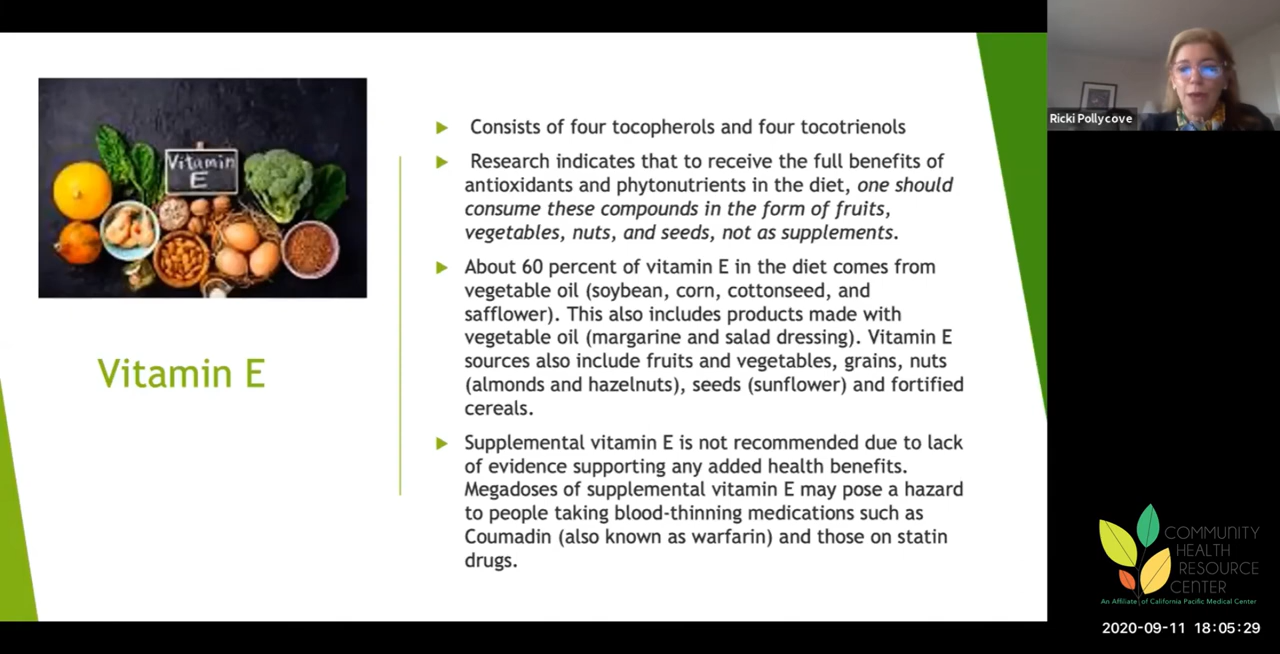 Vitamin
E
Vitamin E
Consists of four tocopherols and four tocotrienols
Research indicates that to receive the full benefits of
antioxidants and phytonutrients in the diet, one should
consume these compounds in the form of fruits,
vegetables, nuts, and seeds, not as supplements.
About 60 percent of vitamin E in the diet comes from
vegetable oil (soybean, corn, cottonseed, and
safflower). This also includes products made with
vegetable oil (margarine and salad dressing). Vitamin E
sources also include fruits and vegetables, grains, nuts
(almonds and hazelnuts), seeds (sunflower) and fortified
cereals.
Supplemental vitamin E is not recommended due to lack
of evidence supporting any added health benefits.
Megadoses of supplemental vitamin E may pose a hazard
to people taking blood-thinning medications such as
Coumadin (also known as warfarin) and those on statin
drugs.
Ricki Pollycove
COMMUNITY
HEALTH
RESOURCE
CENTER
An Affiliate of California Pacific Medical Center
2020-09-11 18:05:29